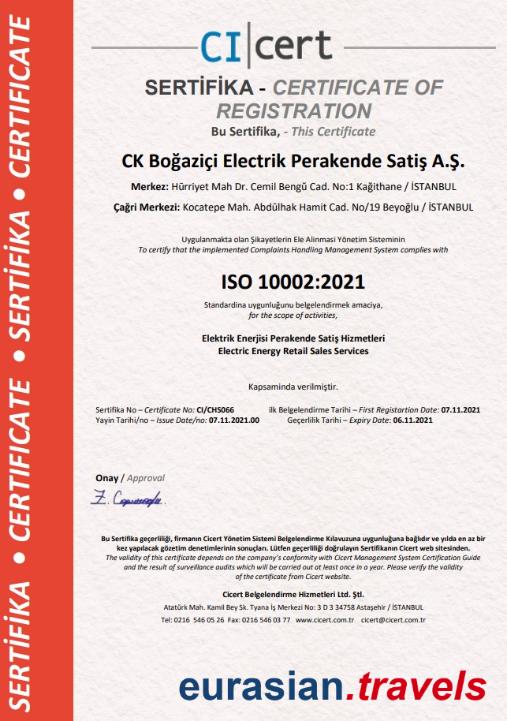 CI|cert
SERTİFİKA - CERTIFICATE OF
REGISTRATION
Bu Sertifika, - This Certificate
CK Boğaziçi Electrik Perakende Satiş A.Ş.
Merkez: Hürriyet Mah Dr. Cemil Bengü Cad. No:1 Kağithane / İSTANBUL
Çağri Merkezi: Kocatepe Mah. Abdülhak Hamit Cad. No/19 Beyoğlu / İSTANBUL
Uygulanmakta olan Şikayetlerin Ele Alinmasi Yönetim Sisteminin
To certify that the implemented Complaints Handling Management System complies with
ISO 10002:2021
Standardina uygunluğunu belgelendirmek amaciya,
for the scope of activities,
Elektrik Enerjisi Perakende Satiş Hizmetleri
Electric Energy Retail Sales Services
Kapsaminda verilmiştir.
Sertifika No – Certificate No: CI/CHS066 ilk Belgelendirme Tarihi – First Registartion Date: 07.11.2021
Yayin Tarihi/no – Issue Date/no: 07.11.2021.00 Geçerlilik Tarihi – Expiry Date: 06.11.2021
Onay / Approval
Bu Sertifika geçerliliği, firmanın Cicert Yönetim Sistemi Belgelendirme Kılavuzuna uygunluğuna bağlıdır ve yılda en az bir
kez yapılacak gözetim denetimlerinin sonuçları. Lütfen geçerliliği doğrulayın Sertifikanın Cicert web sitesinden.
The validity of this certificate depends on the company's conformity with Cicert Management System Certification Guide
and the result of surveillance audits which will be carried out at least once in a year. Please verify the validity
of the certificate from Cicert website.
Cicert Belgelendirme Hizmetleri Ltd. Ştl.
Atatürk Mah. Kamil Bey Sk. Tyana İş Merkezi No: 3 D 3 34758 Astaşehir / İSTANBUL
Tel: 0216 546 05 26 Fax: 0216 546 03 77 www.cicert.com.tr cicert@cicert.com.tr
eurasian.travels
SERTİFİKA • CERTIFICATE • SERTİFİKA • CERTIFICATE